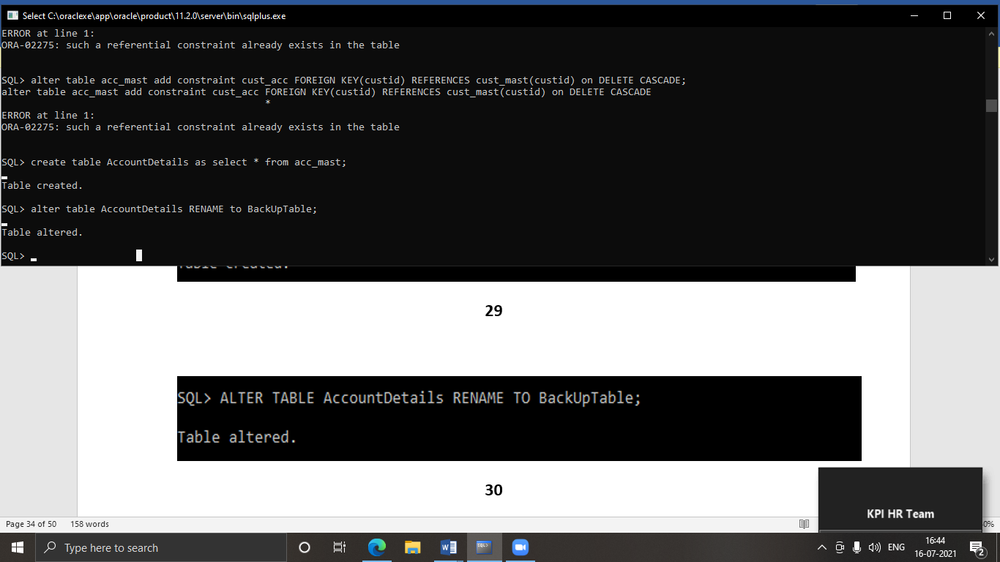 Select C:\oraclexe\app\oracle\product\11.2.0\server\bin\sqlplus.exe
ERROR at line 1:
ORA-02275: such a referential constraint already exists in the table
SQL> alter table acc_mast add constraint cust_acc FOREIGN KEY(custid) REFERENCES cust_mast(custid) on DELETE CASCADE;
alter table acc_mast add constraint cust_acc FOREIGN KEY(custid) REFERENCES cust_mast(custid) on DELETE CASCADE
*
ERROR at line 1:
ORA-02275: such a referential constraint already exists in the table
SQL> create table AccountDetails as select * from acc_mast;
Table created.
SQL> alter table AccountDetails RENAME to BackUpTable;
Table altered.
SQL>
Table created.
29
SQL> ALTER TABLE AccountDetails RENAME TO BackUpTable;
Table altered.
30
KPI HR Team
Page 34 of 50 158 words
0%
Type here to search
ENG
16:44
16-07-2021
2